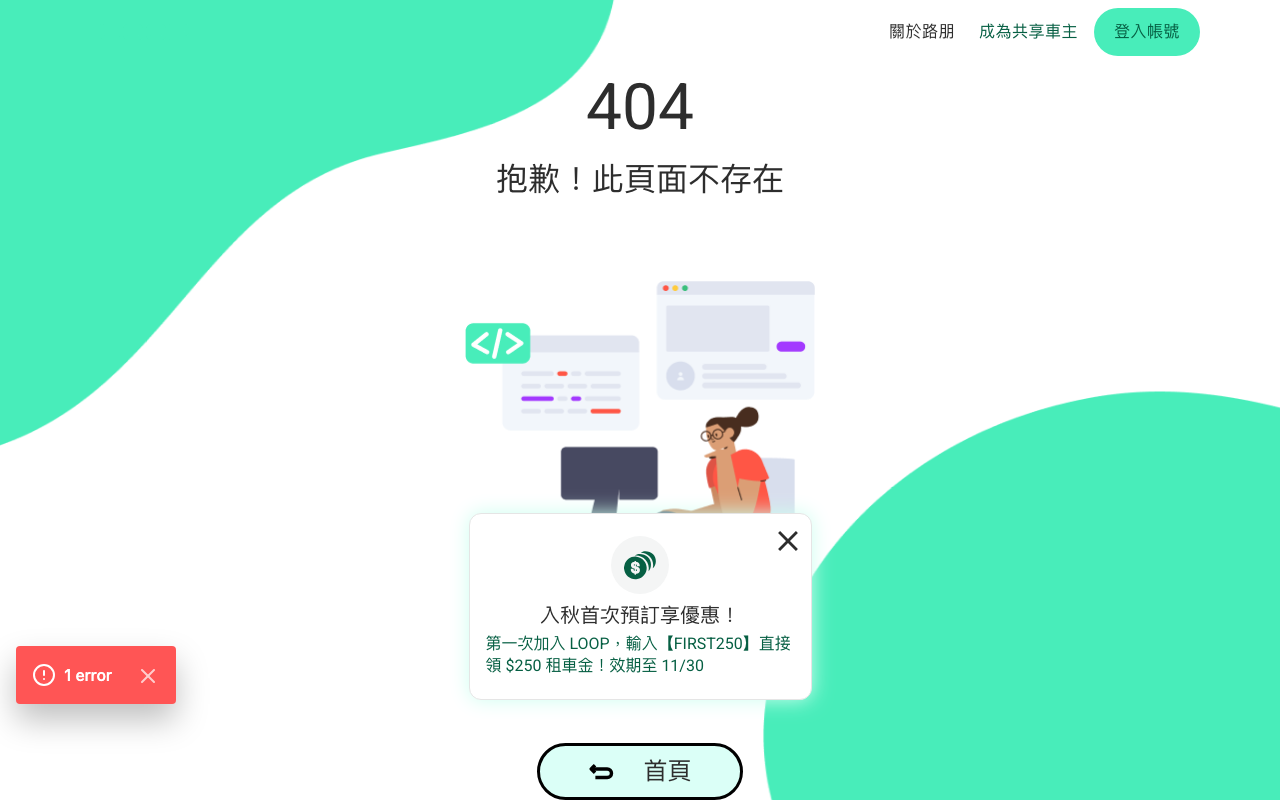 關於路朋
成為共享車主
登入帳號
404
抱歉！此頁面不存在
</>
入秋首次預訂享優惠！
第一次加入 LOOP，輸入【FIRST250】直接
領 $250 租車金！效期至 11/30
1 error
首頁